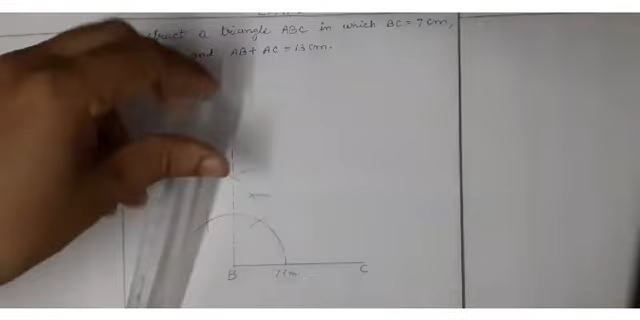 struct a triangle ABC in which BC = 7 cm,
and AB + AC = 13 cm.
B 7 cm C